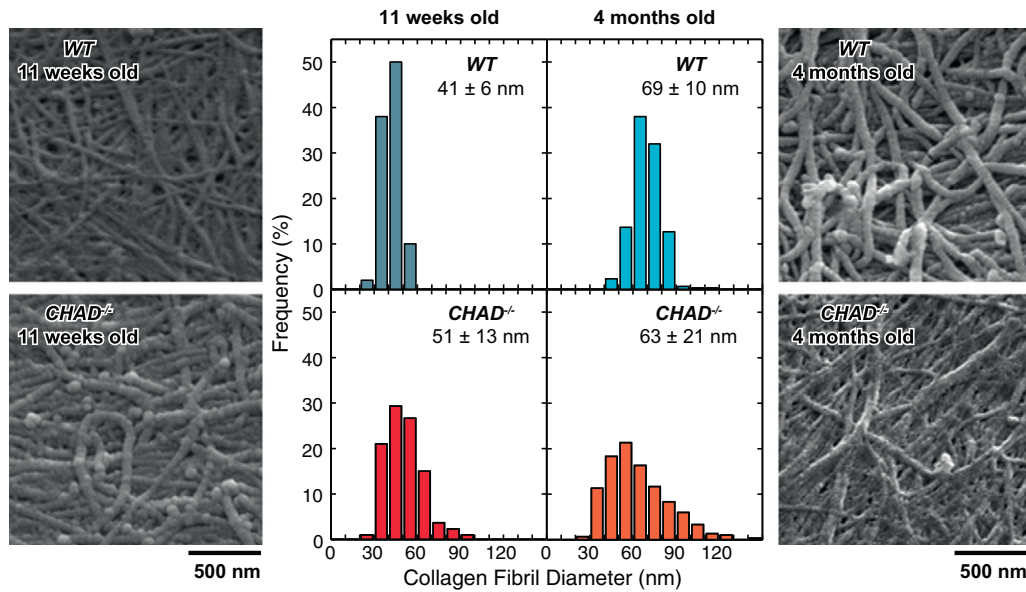 11 weeks old
4 months old
WT
11 weeks old
WT
41 ± 6 nm
WT
69 ± 10 nm
WT
4 months old
50
40
30
20
10
0
CHAD-/-
11 weeks old
CHAD-/-
51 ± 13 nm
CHAD-/-
63 ± 21 nm
CHAD-/-
4 months old
50
40
30
20
10
0
Frequency (%)
0 30 60 90 120 0 30 60 90 120
Collagen Fibril Diameter (nm)
500 nm
500 nm